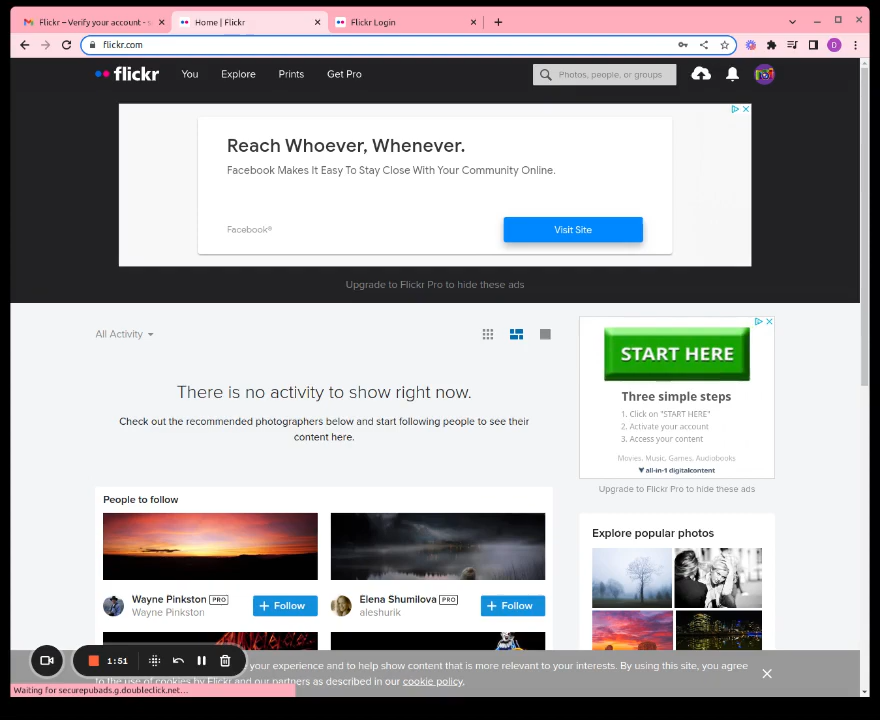 Flickr – Verify your account - s
Home | Flickr
Flickr Login
flickr.com
flickr
You
Explore
Prints
Get Pro
Photos, people, or groups
Reach Whoever, Whenever.
Facebook Makes It Easy To Stay Close With Your Community Online.
Facebook®
Visit Site
Upgrade to Flickr Pro to hide these ads
All Activity
There is no activity to show right now.
Check out the recommended photographers below and start following people to see their
content here.
START HERE
Three simple steps
1. Click on "START HERE"
2. Activate your account
3. Access your content
Movies, Music, Games, Audiobooks
all-in-1 digitalcontent
Upgrade to Flickr Pro to hide these ads
People to follow
Wayne Pinkston PRO
Wayne Pinkston
+ Follow
Elena Shumilova PRO
aleshurik
+ Follow
Explore popular photos
1:51
your experience and to help show content that is more relevant to your interests. By using this site, you agree
to the use of cookies by Flickr and our partners as described in our cookie policy.
Waiting for securepubads.g.doubleclick.net...
D